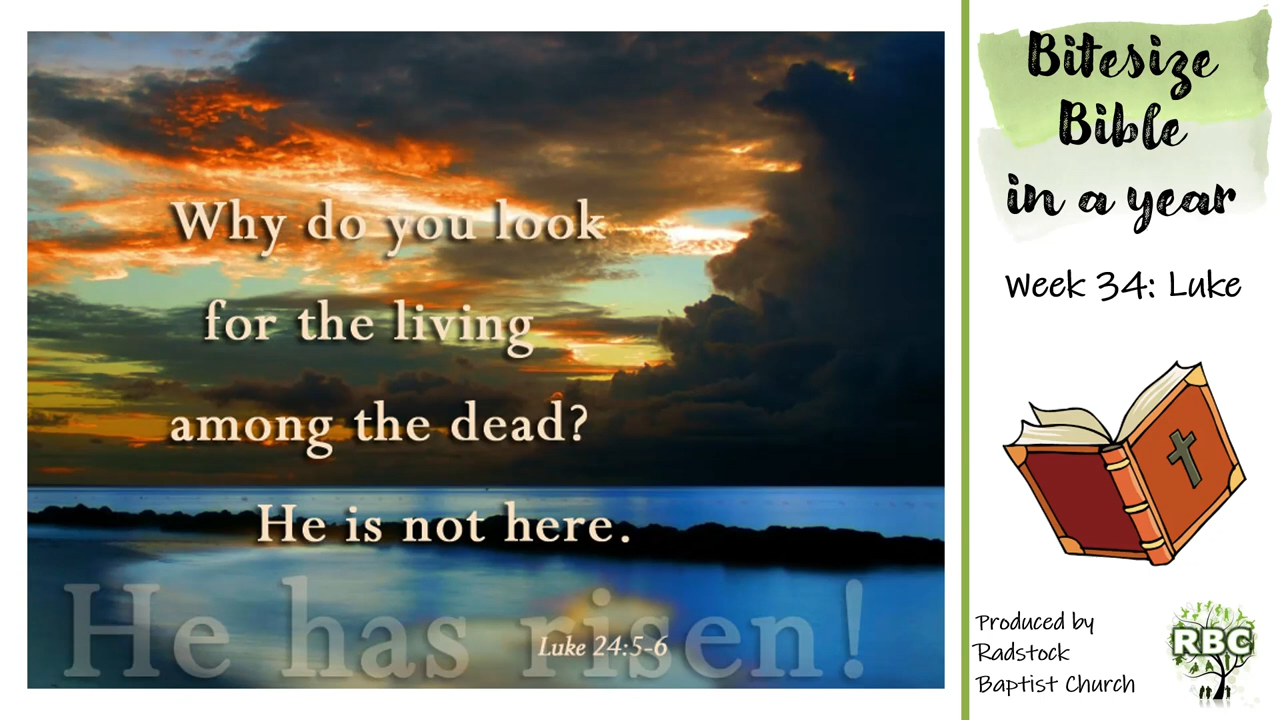 Why do you look
for the living
among the dead?
He is not here.
He has risen!
Luke 24:5-6
Bitesize
Bible
in a year
Week 34: Luke
Produced by
Radstock
Baptist Church
RBC